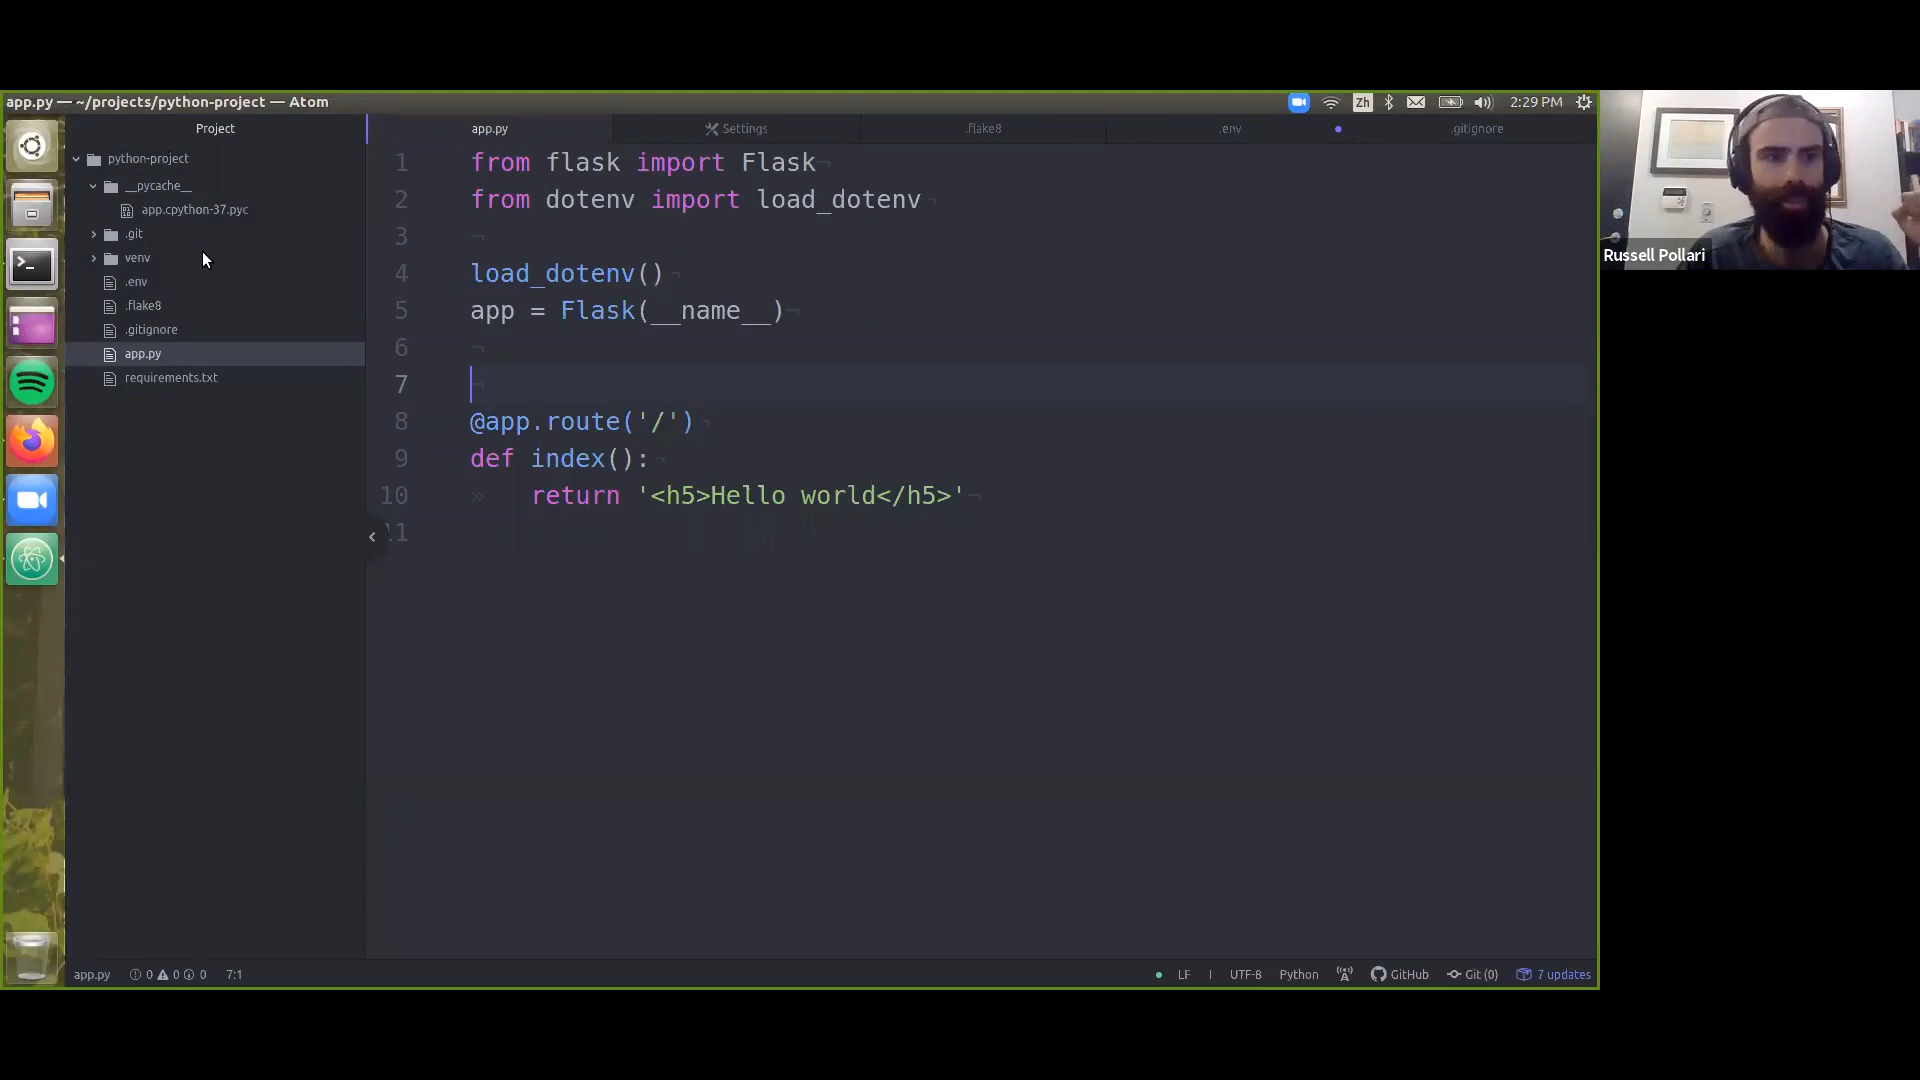 app.py — ~/projects/python-project — Atom
Zh
2:29 PM
Project
app.py
Settings
.flake8
.env
.gitignore
python-project
__pycache__
app.cpython-37.pyc
.git
venv
.env
.flake8
.gitignore
app.py
requirements.txt
1 from flask import Flask¬
2 from dotenv import load_dotenv¬
3 ¬
4 load_dotenv()¬
5 app = Flask(__name__)¬
6 ¬
7 ¬
8 @app.route('/')¬
9 def index():¬
10 » return '<h5>Hello world</h5>'¬
11
Russell Pollari
app.py 0 0 0 7:1
LF UTF-8 Python GitHub Git (0) 7 updates